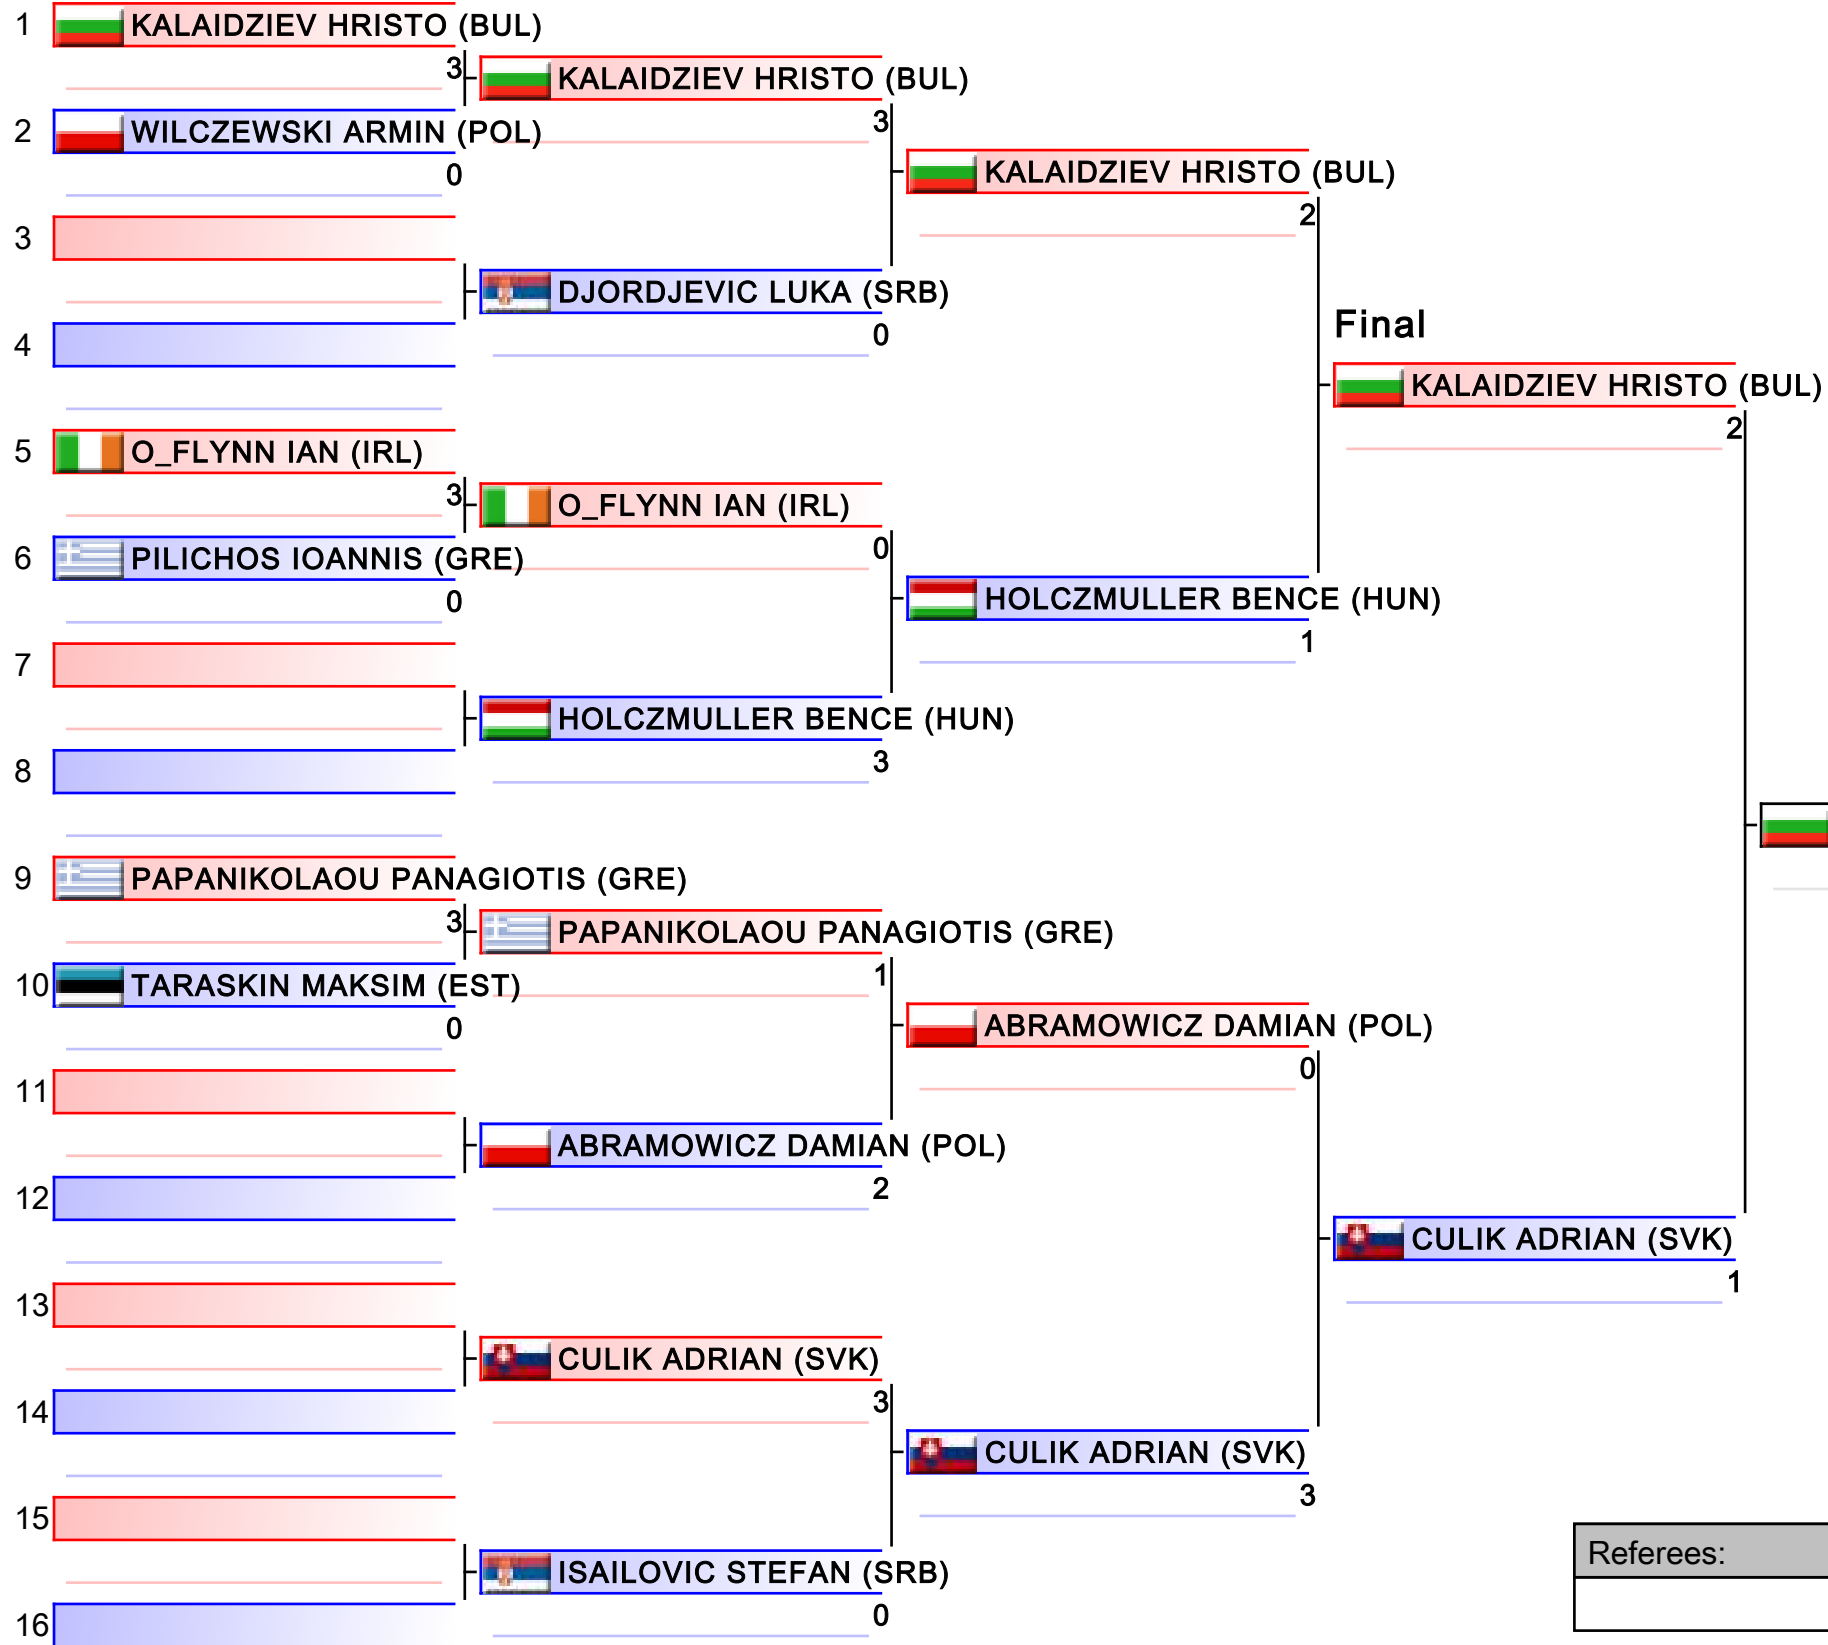 1 KALAIDZIEV HRISTO (BUL)
3 KALAIDZIEV HRISTO (BUL)
2 WILCZEWSKI ARMIN (POL)
3
0
KALAIDZIEV HRISTO (BUL)
2
3
DJORDJEVIC LUKA (SRB)
0
4
Final
KALAIDZIEV HRISTO (BUL)
2
5 O_FLYNN IAN (IRL)
3 O_FLYNN IAN (IRL)
6 PILICHOS IOANNIS (GRE)
0
0
HOLCZMULLER BENCE (HUN)
1
7
HOLCZMULLER BENCE (HUN)
3
8
9 PAPANIKOLAOU PANAGIOTIS (GRE)
3 PAPANIKOLAOU PANAGIOTIS (GRE)
10 TARASKIN MAKSIM (EST)
1
0
ABRAMOWICZ DAMIAN (POL)
0
11
ABRAMOWICZ DAMIAN (POL)
2
12
CULIK ADRIAN (SVK)
1
13
CULIK ADRIAN (SVK)
3
14
CULIK ADRIAN (SVK)
3
15
ISAILOVIC STEFAN (SRB)
0
16
Referees: